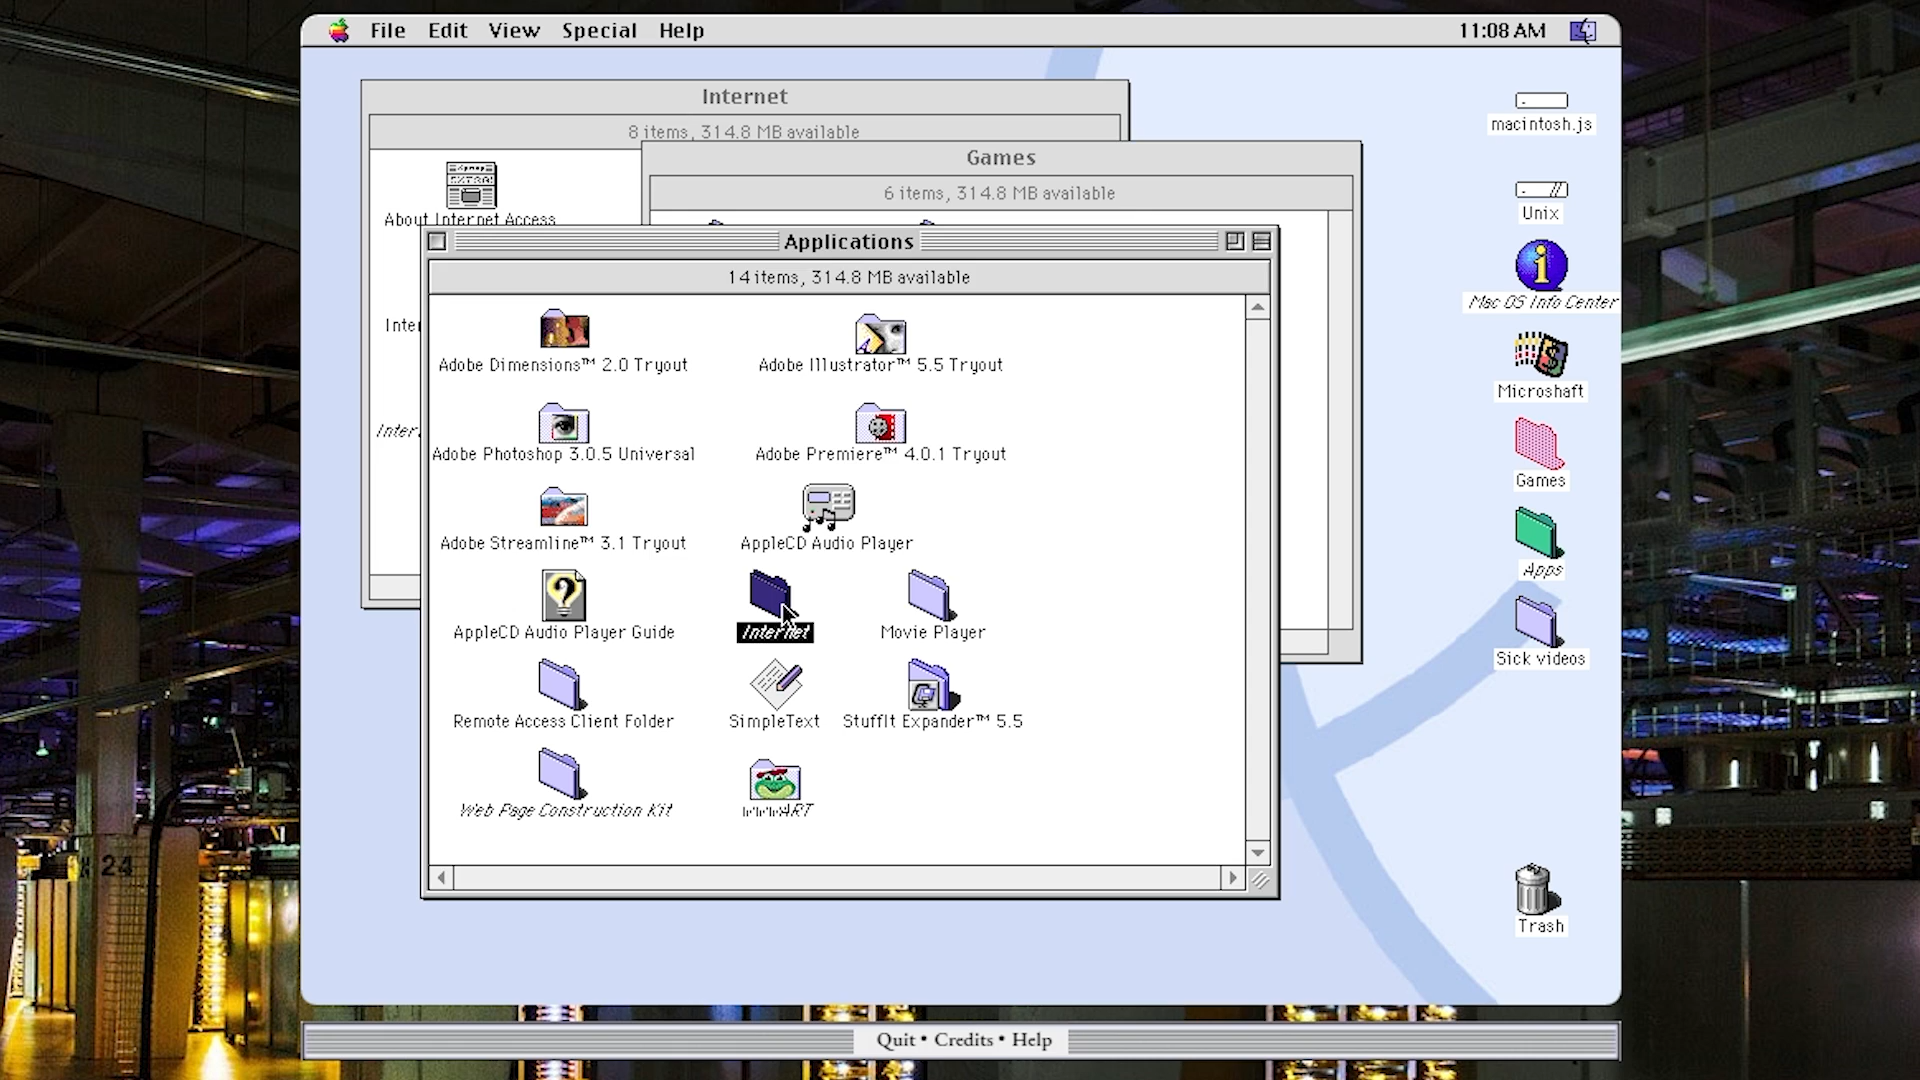 File Edit View Special Help 11:08 AM
Internet
8 items, 314.8 MB available
Games
6 items, 314.8 MB available
About Internet Access
Applications
14 items, 314.8 MB available
Adobe Dimensions™ 2.0 Tryout
Adobe Illustrator™ 5.5 Tryout
Adobe Photoshop 3.0.5 Universal
Adobe Premiere™ 4.0.1 Tryout
Adobe Streamline™ 3.1 Tryout
AppleCD Audio Player
AppleCD Audio Player Guide
Internet
Movie Player
Remote Access Client Folder
SimpleText
StuffIt Expander™ 5.5
Web Page Construction Kit
wwwART
Inter
Inter
macintosh.js
Unix
Mac OS Info Center
Microshaft
Games
Apps
Sick videos
Trash
24
Quit • Credits • Help